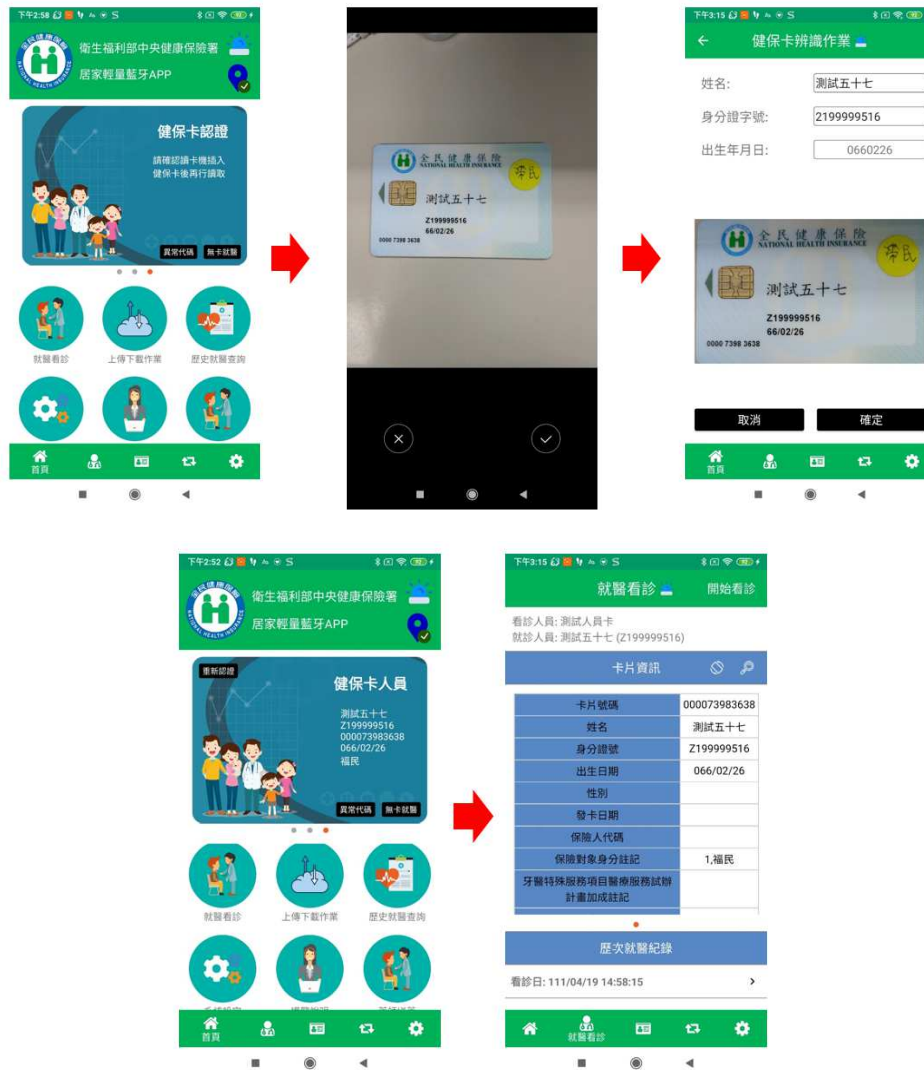 下午2:58
衛生福利部中央健康保險署
居家輕量藍牙APP
全民健康保險
NATIONAL HEALTH INSURANCE
健保卡認證
請確認讀卡機插入
健保卡後再行讀取
異常代碼
無卡就醫
就醫看診
上傳下載作業
歷史就醫查詢
首頁
全民健康保險
NATIONAL HEALTH INSURANCE
測試五十七
Z199999516
66/02/26
0000 7398 3638
下午3:15
健保卡辨識作業
姓名:
測試五十七
身分證字號:
2199999516
出生年月日:
0660226
全民健康保險
NATIONAL HEALTH INSURANCE
測試五十七
Z199999516
66/02/26
0000 7398 3638
取消
確定
首頁
下午2:52
衛生福利部中央健康保險署
居家輕量藍牙APP
全民健康保險
NATIONAL HEALTH INSURANCE
重新認證
健保卡人員
測試五十七
Z199999516
000073983638
066/02/26
福民
異常代碼
無卡就醫
就醫看診
上傳下載作業
歷史就醫查詢
首頁
下午3:15
就醫看診
開始看診
看診人員: 測試人員卡
就診人員: 測試五十七 (Z199999516)
卡片資訊
卡片號碼 000073983638
姓名 測試五十七
身分證號 Z199999516
出生日期 066/02/26
性別
發卡日期
保險人代碼
保險對象身分註記 1,福民
牙醫特殊服務項目醫療服務試辦
計畫加成註記
歷次就醫紀錄
看診日: 111/04/19 14:58:15
就醫看診